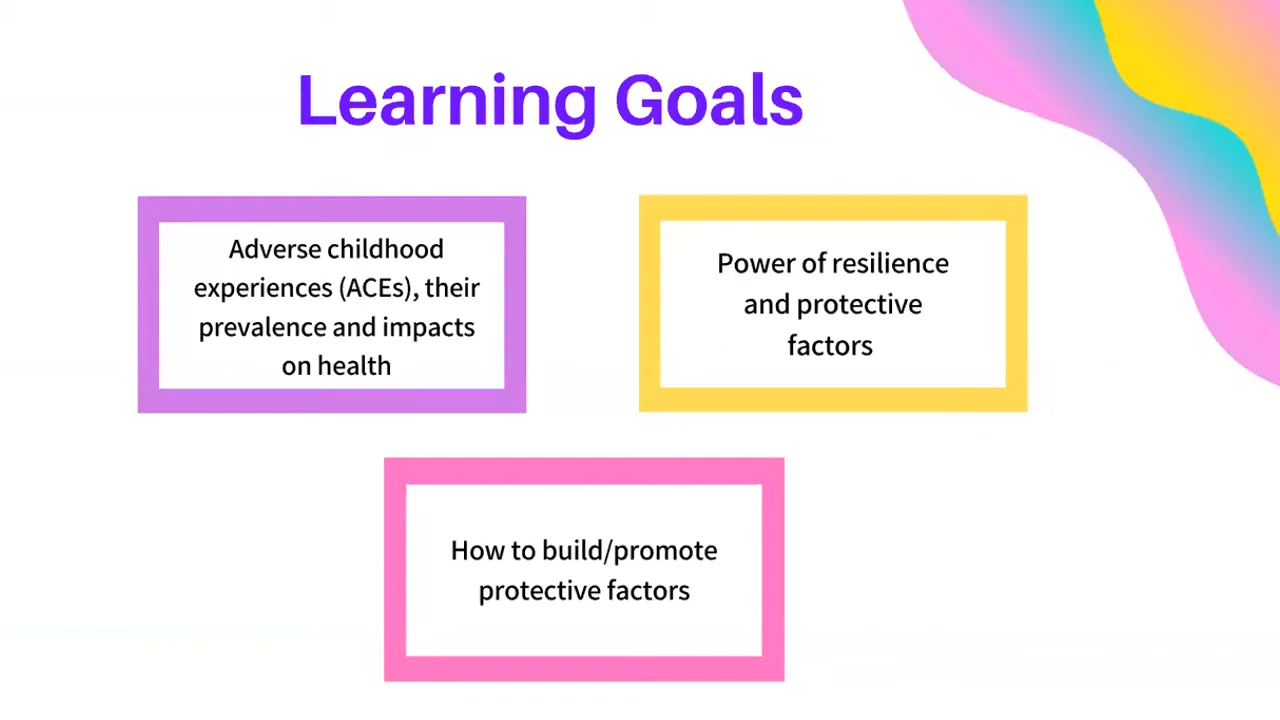 Learning Goals
Adverse childhood
experiences (ACEs), their
prevalence and impacts
on health
Power of resilience
and protective
factors
How to build/promote
protective factors